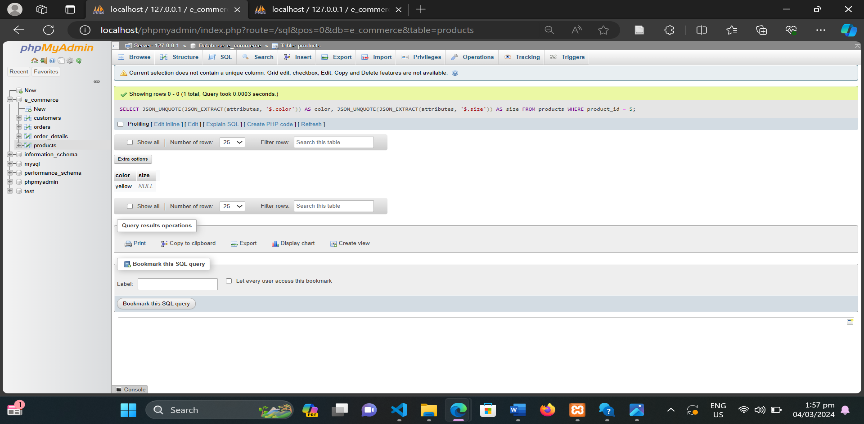 localhost / 127.0.0.1 / e_commerc
localhost / 127.0.0.1 / e_commerc
localhost/phpmyadmin/index.php?route=/sql&pos=0&db=e_commerce&table=products
phpMyAdmin
Recent Favorites
New
e_commerce
New
customers
orders
order_details
products
information_schema
mysql
performance_schema
phpmyadmin
test
Browse Structure SQL Search Insert Export Import Privileges Operations Tracking Triggers
Current selection does not contain a unique column. Grid edit, checkbox, Edit, Copy and Delete features are not available.
Showing rows 0 - 0 (1 total, Query took 0.0003 seconds.)
SELECT JSON_UNQUOTE(JSON_EXTRACT(attributes, '$.color')) AS color, JSON_UNQUOTE(JSON_EXTRACT(attributes, '$.size')) AS size FROM products WHERE product_id = 2;
Profiling [ Edit inline ] [ Edit ] [ Explain SQL ] [ Create PHP code ] [ Refresh ]
Show all Number of rows: 25 Filter rows: Search this table
Extra options
color size
yellow NULL
Show all Number of rows: 25 Filter rows: Search this table
Query results operations
Print Copy to clipboard Export Display chart Create view
Bookmark this SQL query
Label: Let every user access this bookmark
Bookmark this SQL query
Console
1
Search
ENG
US
1:57 pm
04/03/2024